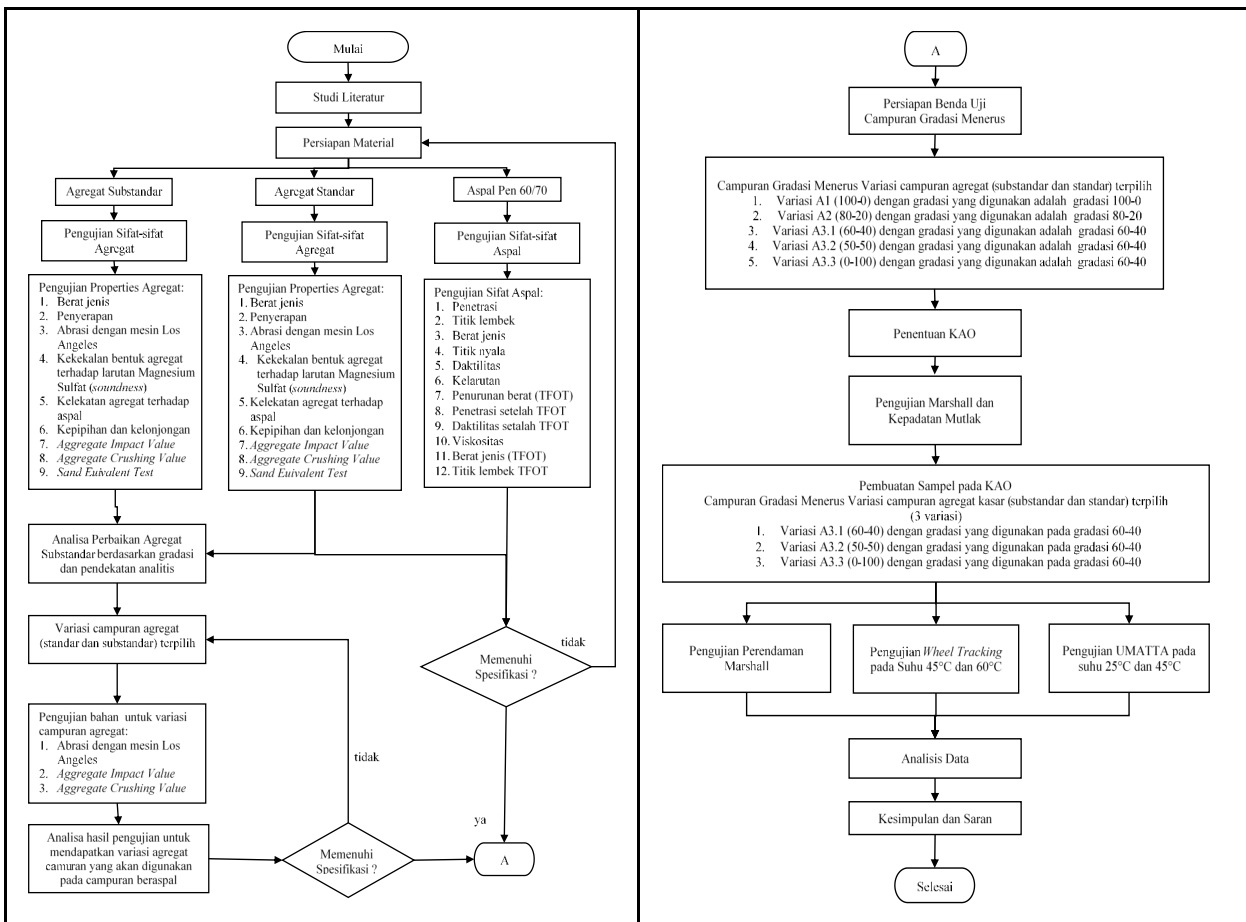 Mulai
Studi Literatur
Persiapan Material
Agregat Substandar
Agregat Standar
Aspal Pen 60/70
Pengujian Sifat-sifat
Agregat
Pengujian Sifat-sifat
Agregat
Pengujian Sifat-sifat
Aspal
Pengujian Properties Agregat:
1. Berat jenis
2. Penyerapan
3. Abrasi dengan mesin Los
Angeles
4. Kekekalan bentuk agregat
terhadap larutan Magnesium
Sulfat (soundness)
5. Kelekatan agregat terhadap
aspal
6. Kepipihan dan kelonjongan
7. Aggregate Impact Value
8. Aggregate Crushing Value
9. Sand Euivalent Test
Pengujian Properties Agregat:
1. Berat jenis
2. Penyerapan
3. Abrasi dengan mesin Los
Angeles
4. Kekekalan bentuk agregat
terhadap larutan Magnesium
Sulfat (soundness)
5. Kelekatan agregat terhadap
aspal
6. Kepipihan dan kelonjongan
7. Aggregate Impact Value
8. Aggregate Crushing Value
9. Sand Euivalent Test
Pengujian Sifat Aspal:
1. Penetrasi
2. Titik lembek
3. Berat jenis
4. Titik nyala
5. Daktilitas
6. Kelarutan
7. Penurunan berat (TFOT)
8. Penetrasi setelah TFOT
9. Daktilitas setalah TFOT
10. Viskositas
11. Berat jenis (TFOT)
12. Titik lembek TFOT
Analisa Perbaikan Agregat
Substandar berdasarkan gradasi
dan pendekatan analitis
Variasi campuran agregat
(standar dan substandar) terpilih
Memenuhi
Spesifikasi ?
tidak
Pengujian bahan untuk variasi
campuran agregat:
1. Abrasi dengan mesin Los
Angeles
2. Aggregate Impact Value
3. Aggregate Crushing Value
tidak
ya
Analisa hasil pengujian untuk
mendapatkan variasi agregat
camuran yang akan digunakan
pada campuran beraspal
Memenuhi
Spesifikasi ?
A
A
Persiapan Benda Uji
Campuran Gradasi Menerus
Campuran Gradasi Menerus Variasi campuran agregat (substandar dan standar) terpilih
1. Variasi A1 (100-0) dengan gradasi yang digunakan adalah gradasi 100-0
2. Variasi A2 (80-20) dengan gradasi yang digunakan adalah gradasi 80-20
3. Variasi A3.1 (60-40) dengan gradasi yang digunakan adalah gradasi 60-40
4. Variasi A3.2 (50-50) dengan gradasi yang digunakan adalah gradasi 60-40
5. Variasi A3.3 (0-100) dengan gradasi yang digunakan adalah gradasi 60-40
Penentuan KAO
Pengujian Marshall dan
Kepadatan Mutlak
Pembuatan Sampel pada KAO
Campuran Gradasi Menerus Variasi campuran agregat kasar (substandar dan standar) terpilih
(3 variasi)
1. Variasi A3.1 (60-40) dengan gradasi yang digunakan pada gradasi 60-40
2. Variasi A3.2 (50-50) dengan gradasi yang digunakan pada gradasi 60-40
3. Variasi A3.3 (0-100) dengan gradasi yang digunakan pada gradasi 60-40
Pengujian Perendaman
Marshall
Pengujian Wheel Tracking
pada Suhu 45°C dan 60°C
Pengujian UMATTA pada
suhu 25°C dan 45°C
Analisis Data
Kesimpulan dan Saran
Selesai